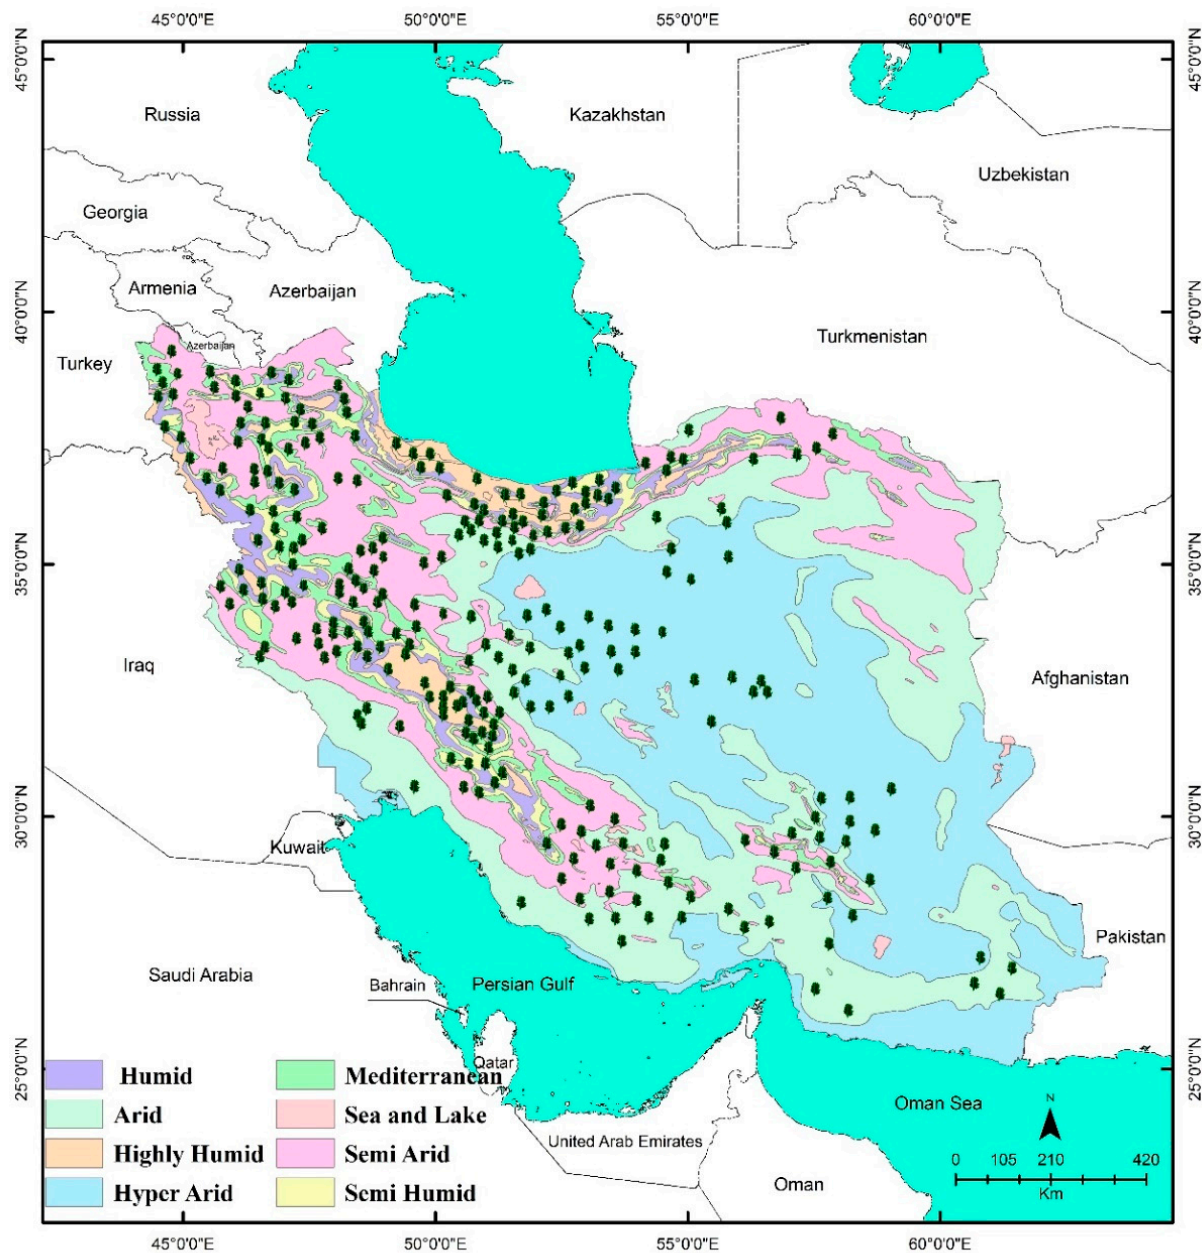 45°0'0"E 50°0'0"E 55°0'0"E 60°0'0"E
45°0'0"N 45°0'0"N
Russia Kazakhstan
Uzbekistan
Georgia
Armenia Azerbaijan
40°0'0"N 40°0'0"N
Turkmenistan
Azerbaijan
Turkey
35°0'0"N 35°0'0"N
Iraq Afghanistan
30°0'0"N 30°0'0"N
Kuwait
Pakistan
Saudi Arabia
Bahrain Persian Gulf
Qatar
25°0'0"N 25°0'0"N
Humid Mediterranean
Arid Sea and Lake
Oman Sea
N
United Arab Emirates
Highly Humid Semi Arid
0 105 210 420
Km
Oman
Hyper Arid Semi Humid
45°0'0"E 50°0'0"E 55°0'0"E 60°0'0"E